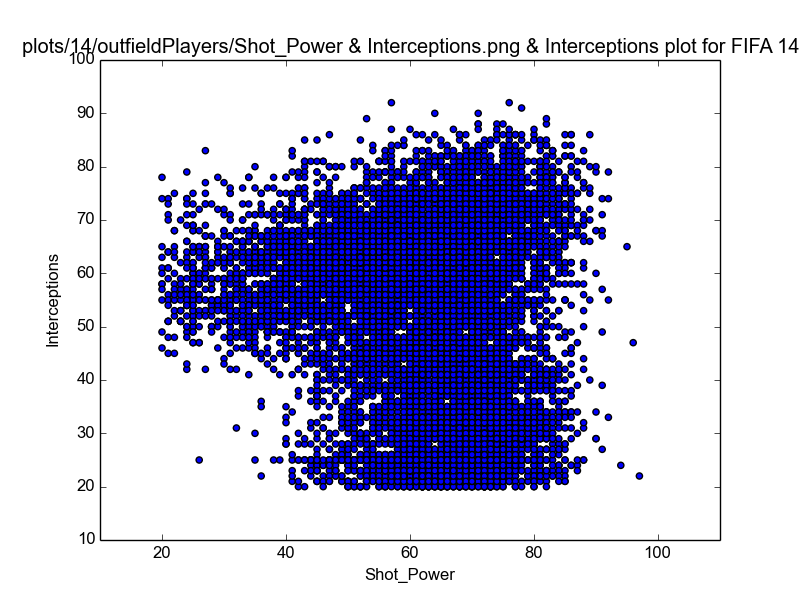 plots/14/outfieldPlayers/Shot_Power & Interceptions.png & Interceptions plot for FIFA 14
100
90
80
70
60
50
40
30
20
10
Interceptions
20 40 60 80 100
Shot_Power